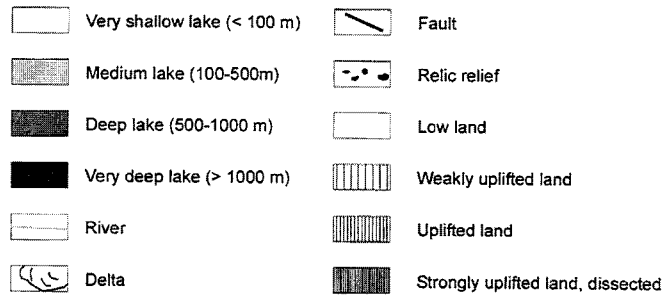 Very shallow lake (< 100 m)
Medium lake (100-500m)
Deep lake (500-1000 m)
Very deep lake (> 1000 m)
River
Delta
Fault
Relic relief
Low land
Weakly uplifted land
Uplifted land
Strongly uplifted land, dissected